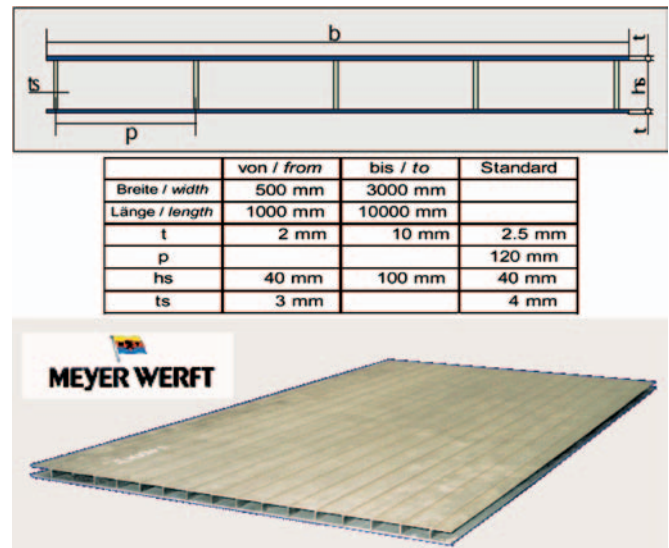 b
t
ts
hs
p
t
von / from bis / to Standard
Breite / width 500 mm 3000 mm
Länge / length 1000 mm 10000 mm
t 2 mm 10 mm 2.5 mm
p 120 mm
hs 40 mm 100 mm 40 mm
ts 3 mm 4 mm
MEYER WERFT